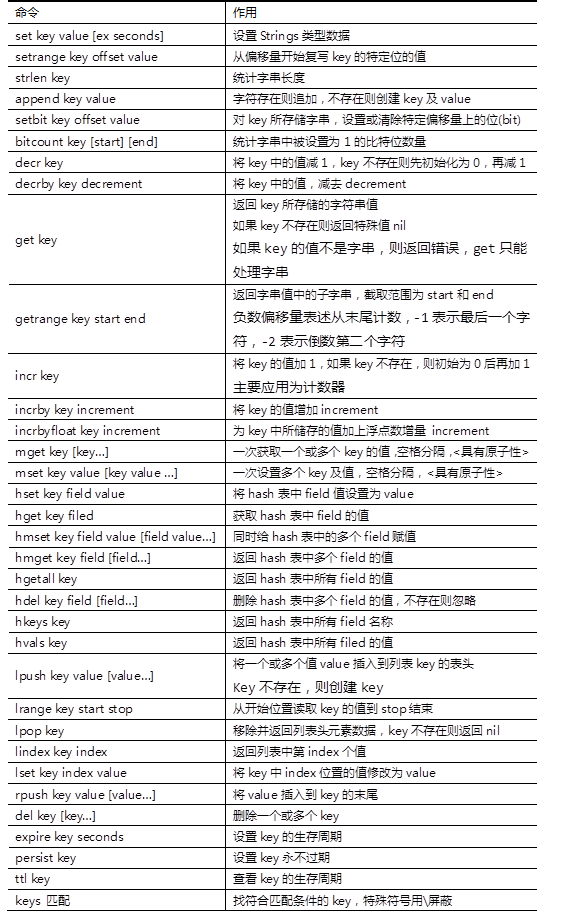 命令 作用
set key value [ex seconds] 设置 Strings 类型数据
setrange key offset value 从偏移量开始复写 key 的特定位的值
strlen key 统计字串长度
append key value 字符存在则追加，不存在则创建 key 及 value
setbit key offset value 对 key 所存储字串，设置或清除特定偏移量上的位(bit)
bitcount key [start] [end] 统计字串中被设置为 1 的比特位数量
decr key 将 key 中的值减 1，key 不存在则先初始化为 0，再减 1
decrby key decrement 将 key 中的值，减去 decrement
get key
返回 key 所存储的字符串值
如果 key 不存在则返回特殊值 nil
如果 key 的值不是字串，则返回错误，get 只能
处理字串
getrange key start end
返回字串值中的子字串，截取范围为 start 和 end
负数偏移量表述从末尾计数，-1 表示最后一个字
符，-2 表示倒数第二个字符
incr key
将 key 的值加 1，如果 key 不存在，则初始为 0 后再加 1
主要应用为计数器
incrby key increment 将 key 的值增加 increment
incrbyfloat key increment 为 key 中所储存的值加上浮点数增量 increment
mget key [key...] 一次获取一个或多个 key 的值,空格分隔，<具有原子性>
mset key value [key value ...] 一次设置多个 key 及值，空格分隔，<具有原子性>
hset key field value 将 hash 表中 field 值设置为 value
hget key filed 获取 hash 表中 field 的值
hmset key field value [field value...] 同时给 hash 表中的多个 field 赋值
hmget key field [field...] 返回 hash 表中多个 field 的值
hgetall key 返回 hash 表中所有 field 的值
hdel key field [field...] 删除 hash 表中多个 field 的值，不存在则忽略
hkeys key 返回 hash 表中所有 field 名称
hvals key 返回 hash 表中所有 filed 的值
lpush key value [value...]
将一个或多个值 value 插入到列表 key 的表头
Key 不存在，则创建 key
lrange key start stop 从开始位置读取 key 的值到 stop 结束
lpop key 移除并返回列表头元素数据，key 不存在则返回 nil
lindex key index 返回列表中第 index 个值
lset key index value 将 key 中 index 位置的值修改为 value
rpush key value [value...] 将 value 插入到 key 的末尾
del key [key...] 删除一个或多个 key
expire key seconds 设置 key 的生存周期
persist key 设置 key 永不过期
ttl key 查看 key 的生存周期
keys 匹配 找符合匹配条件的 key，特殊符号用\屏蔽